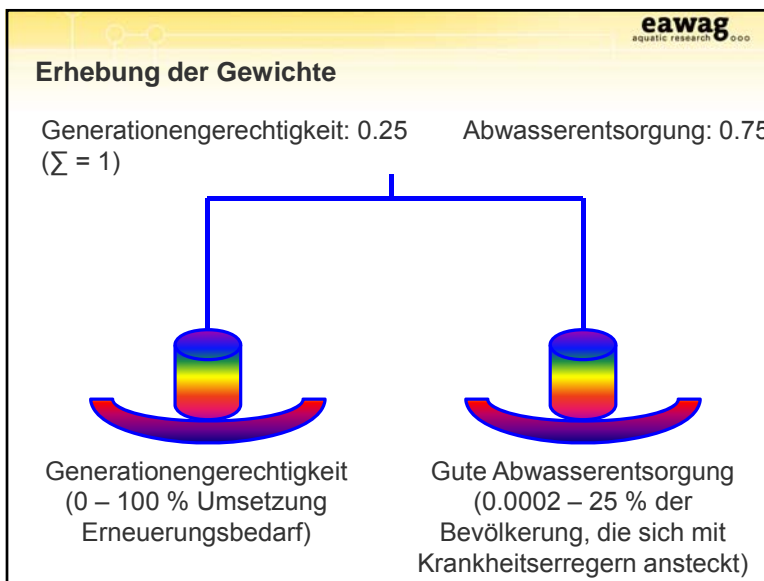 eawag
aquatic research ooo
Erhebung der Gewichte
Generationengerechtigkeit: 0.25 Abwasserentsorgung: 0.75
(∑ = 1)
Generationengerechtigkeit
(0 – 100 % Umsetzung
Erneuerungsbedarf)
Gute Abwasserentsorgung
(0.0002 – 25 % der
Bevölkerung, die sich mit
Krankheitserregern ansteckt)